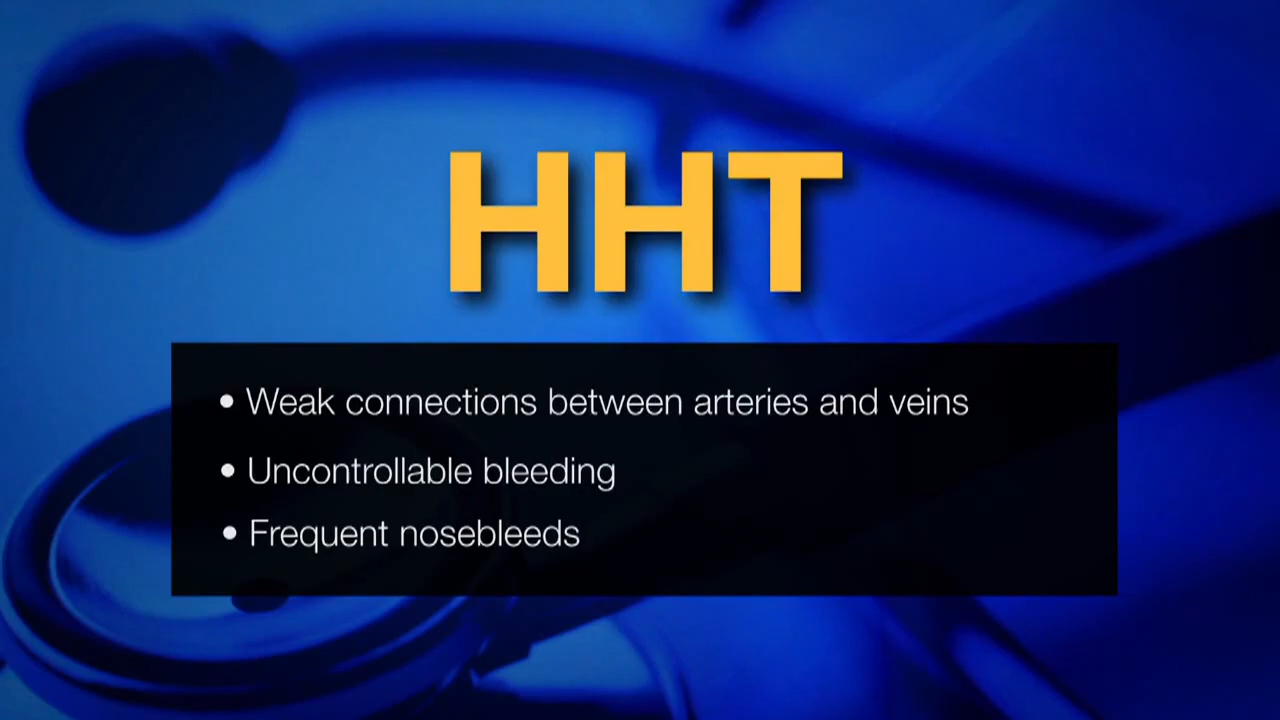 HHT
• Weak connections between arteries and veins
• Uncontrollable bleeding
• Frequent nosebleeds